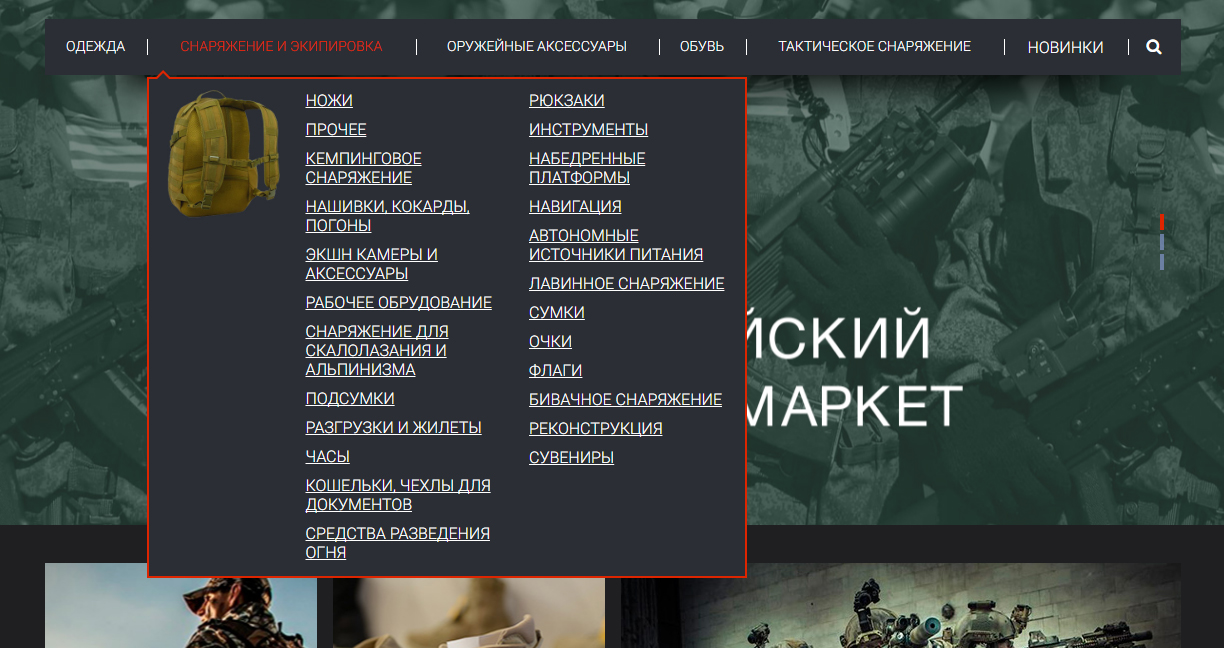 ОДЕЖДА
СНАРЯЖЕНИЕ И ЭКИПИРОВКА
ОРУЖЕЙНЫЕ АКСЕССУАРЫ
ОБУВЬ
ТАКТИЧЕСКОЕ СНАРЯЖЕНИЕ
НОВИНКИ
НОЖИ
ПРОЧЕЕ
КЕМПИНГОВОЕ
СНАРЯЖЕНИЕ
НАШИВКИ, КОКАРДЫ,
ПОГОНЫ
ЭКШН КАМЕРЫ И
АКСЕССУАРЫ
РАБОЧЕЕ ОБРУДОВАНИЕ
СНАРЯЖЕНИЕ ДЛЯ
СКАЛОЛАЗАНИЯ И
АЛЬПИНИЗМА
ПОДСУМКИ
РАЗГРУЗКИ И ЖИЛЕТЫ
ЧАСЫ
КОШЕЛЬКИ, ЧЕХЛЫ ДЛЯ
ДОКУМЕНТОВ
СРЕДСТВА РАЗВЕДЕНИЯ
ОГНЯ
РЮКЗАКИ
ИНСТРУМЕНТЫ
НАБЕДРЕННЫЕ
ПЛАТФОРМЫ
НАВИГАЦИЯ
АВТОНОМНЫЕ
ИСТОЧНИКИ ПИТАНИЯ
ЛАВИННОЕ СНАРЯЖЕНИЕ
СУМКИ
ОЧКИ
ФЛАГИ
БИВАЧНОЕ СНАРЯЖЕНИЕ
РЕКОНСТРУКЦИЯ
СУВЕНИРЫ
ЙСКИЙ
МАРКЕТ